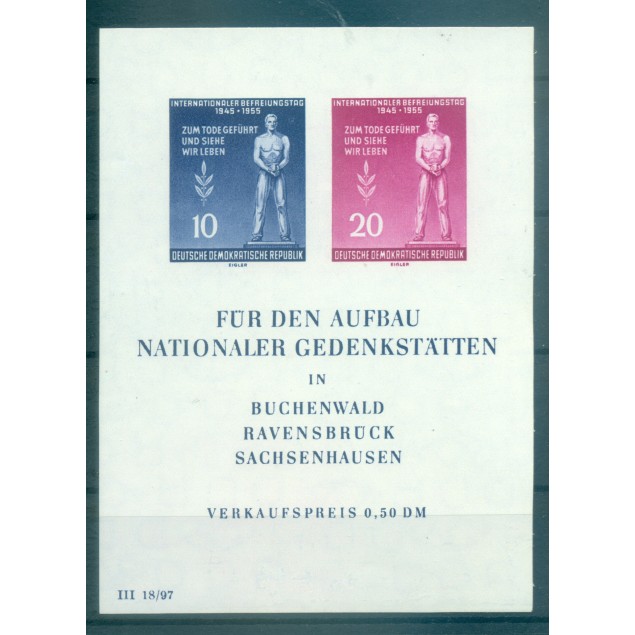 INTERNATIONALER BEFREIUNGSTAG
1945 • 1955
ZUM TODE GEFÜHRT
UND SIEHE
WIR LEBEN
10
DEUTSCHE DEMOKRATISCHE REPUBLIK
EIGLER
INTERNATIONALER BEFREIUNGSTAG
1945 • 1955
ZUM TODE GEFÜHRT
UND SIEHE
WIR LEBEN
20
DEUTSCHE DEMOKRATISCHE REPUBLIK
EIGLER
FÜR DEN AUFBAU
NATIONALER GEDENKSTÄTTEN
IN
BUCHENWALD
RAVENSBRÜCK
SACHSENHAUSEN
VERKAUFSPREIS 0,50 DM
III 18/97